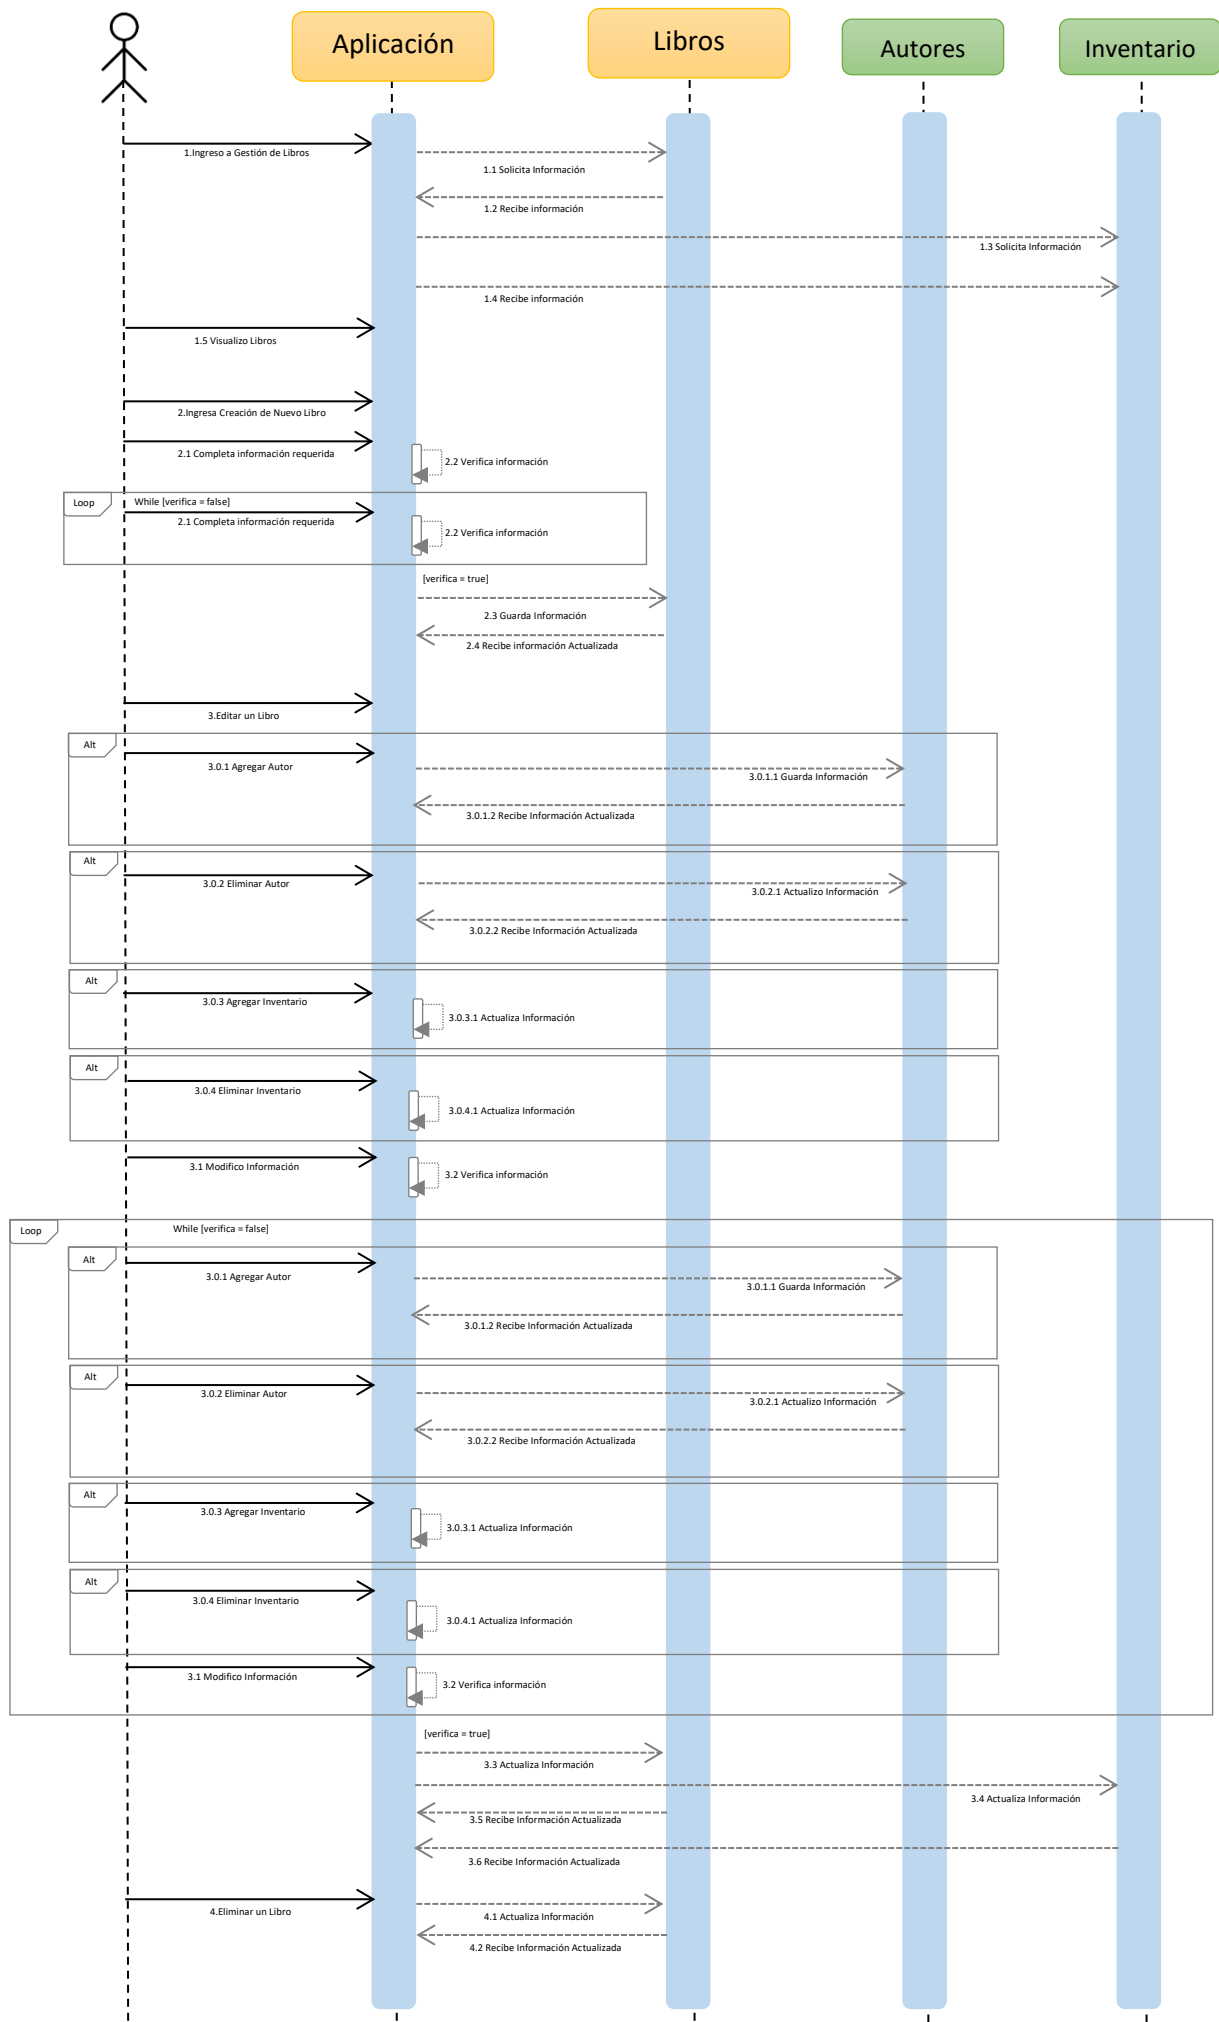 Aplicación
Libros
Autores
Inventario
1.Ingreso a Gestión de Libros
1.1 Solicita Información
1.2 Recibe información
1.3 Solicita Información
1.4 Recibe información
1.5 Visualizo Libros
2.Ingresa Creación de Nuevo Libro
2.1 Completa información requerida
2.2 Verifica información
Loop
While [verifica = false]
2.1 Completa información requerida
2.2 Verifica información
[verifica = true]
2.3 Guarda Información
2.4 Recibe información Actualizada
3.Editar un Libro
Alt
3.0.1 Agregar Autor
3.0.1.1 Guarda Información
3.0.1.2 Recibe Información Actualizada
Alt
3.0.2 Eliminar Autor
3.0.2.1 Actualizo Información
3.0.2.2 Recibe Información Actualizada
Alt
3.0.3 Agregar Inventario
3.0.3.1 Actualiza Información
Alt
3.0.4 Eliminar Inventario
3.0.4.1 Actualiza Información
3.1 Modifico Información
3.2 Verifica información
Loop
While [verifica = false]
Alt
3.0.1 Agregar Autor
3.0.1.1 Guarda Información
3.0.1.2 Recibe Información Actualizada
Alt
3.0.2 Eliminar Autor
3.0.2.1 Actualizo Información
3.0.2.2 Recibe Información Actualizada
Alt
3.0.3 Agregar Inventario
3.0.3.1 Actualiza Información
Alt
3.0.4 Eliminar Inventario
3.0.4.1 Actualiza Información
3.1 Modifico Información
3.2 Verifica información
[verifica = true]
3.3 Actualiza Información
3.4 Actualiza Información
3.5 Recibe Información Actualizada
3.6 Recibe Información Actualizada
4.Eliminar un Libro
4.1 Actualiza Información
4.2 Recibe Información Actualizada